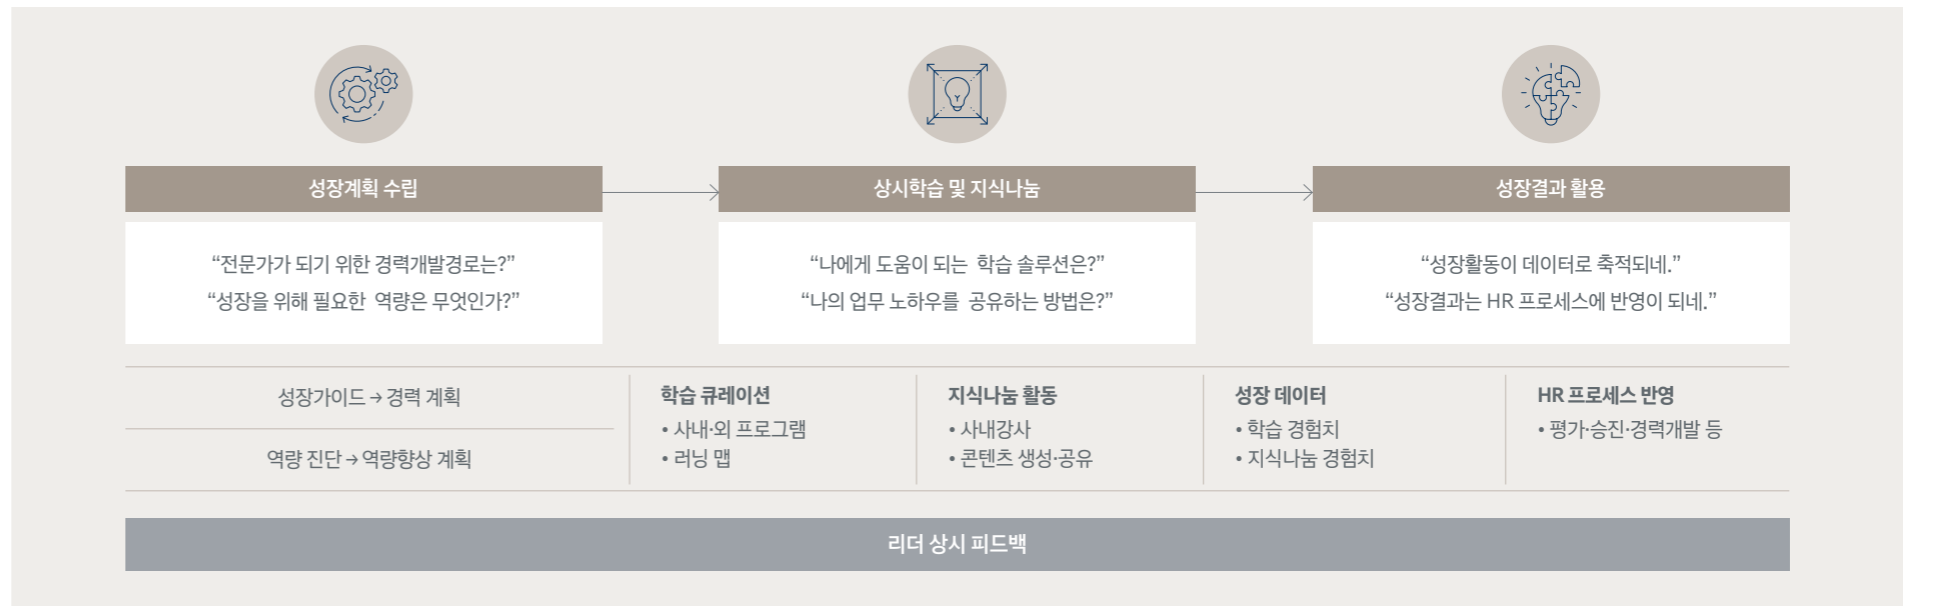 성장계획 수립
상시학습 및 지식나눔
성장결과 활용
“전문가가 되기 위한 경력개발경로는?”
“성장을 위해 필요한 역량은 무엇인가?”
“나에게 도움이 되는 학습 솔루션은?”
“나의 업무 노하우를 공유하는 방법은?”
“성장활동이 데이터로 축적되네.”
“성장결과는 HR 프로세스에 반영이 되네.”
성장가이드 → 경력 계획
역량 진단 → 역량향상 계획
학습 큐레이션
• 사내·외 프로그램
• 러닝 맵
지식나눔 활동
• 사내강사
• 콘텐츠 생성·공유
성장 데이터
• 학습 경험치
• 지식나눔 경험치
HR 프로세스 반영
• 평가·승진·경력개발 등
리더 상시 피드백